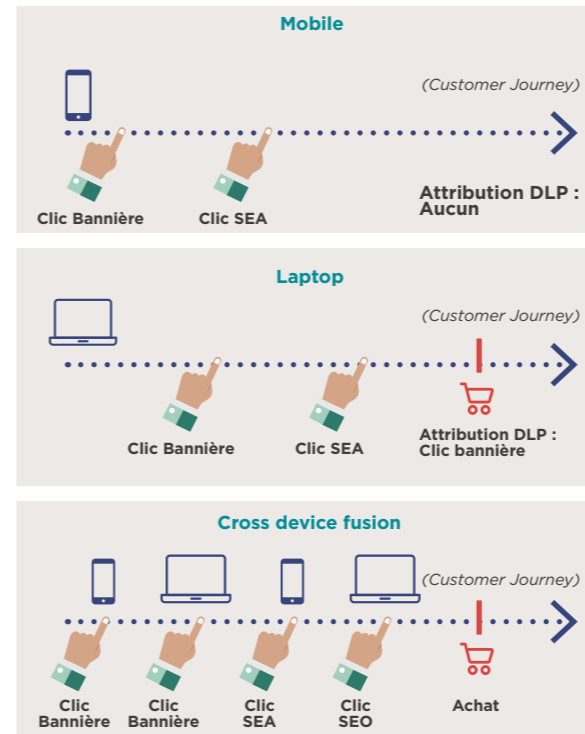 Mobile
(Customer Journey)
Clic Bannière
Clic SEA
Attribution DLP :
Aucun
Laptop
(Customer Journey)
Clic Bannière
Clic SEA
Attribution DLP :
Clic bannière
Cross device fusion
(Customer Journey)
Clic
Bannière
Clic
Bannière
Clic
SEA
Clic
SEO
Achat